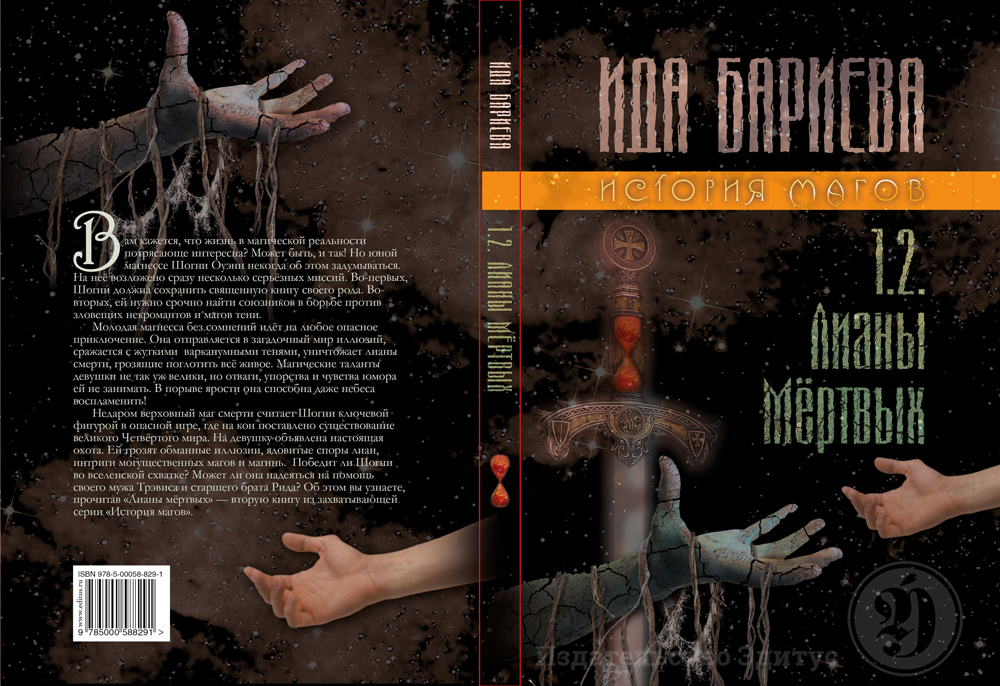 Вам кажется, что жизнь в магической реальности
потрясающе интересна? Может быть, и так! Но юной
магнессе Шогни Оуэнн некогда об этом задумываться.
На неё возложено сразу несколько серьёзных миссий. Во-первых,
Шогни должна сохранить священную книгу своего рода. Во-
вторых, ей нужно срочно найти союзников в борьбе против
зловещих некромантов и магов тени.
Молодая магнесса без сомнений идёт на любое опасное
приключение. Она отправляется в загадочный мир иллюзий,
сражается с жуткими варканумными тенями, уничтожает лианы
смерти, грозящие поглотить всё живое. Магические таланты
девушки не так уж велики, но отваги, упорства и чувства юмора
ей не занимать. В порыве ярости она способна даже небеса
воспламенить!
Недаром верховный маг смерти считает Шогни ключевой
фигурой в опасной игре, где на кон поставлено существование
великого Четвёртого мира. На девушку объявлена настоящая
охота. Ей грозят обманные иллюзии, ядовитые споры лиан,
интриги могущественных магов и магинь. Победит ли Шогни
во вселенской схватке? Может ли она надеяться на помощь
своего мужа Трэвиса и старшего брата Рида? Об этом вы узнаете,
прочитав «Лианы мёртвых» — вторую книгу из захватывающей
серии «История магов».
ISBN 978-5-00058-829-1
www.editus.ru
9 785000 588291 >
ИДА БАРИЕВА
1.2. ЛИАНЫ МЁРТВЫХ
ИДА БАРИЕВА
ИСТОРИЯ МАГОВ
1.2.
Лианы
Мёртвых
Издательство Эдитус